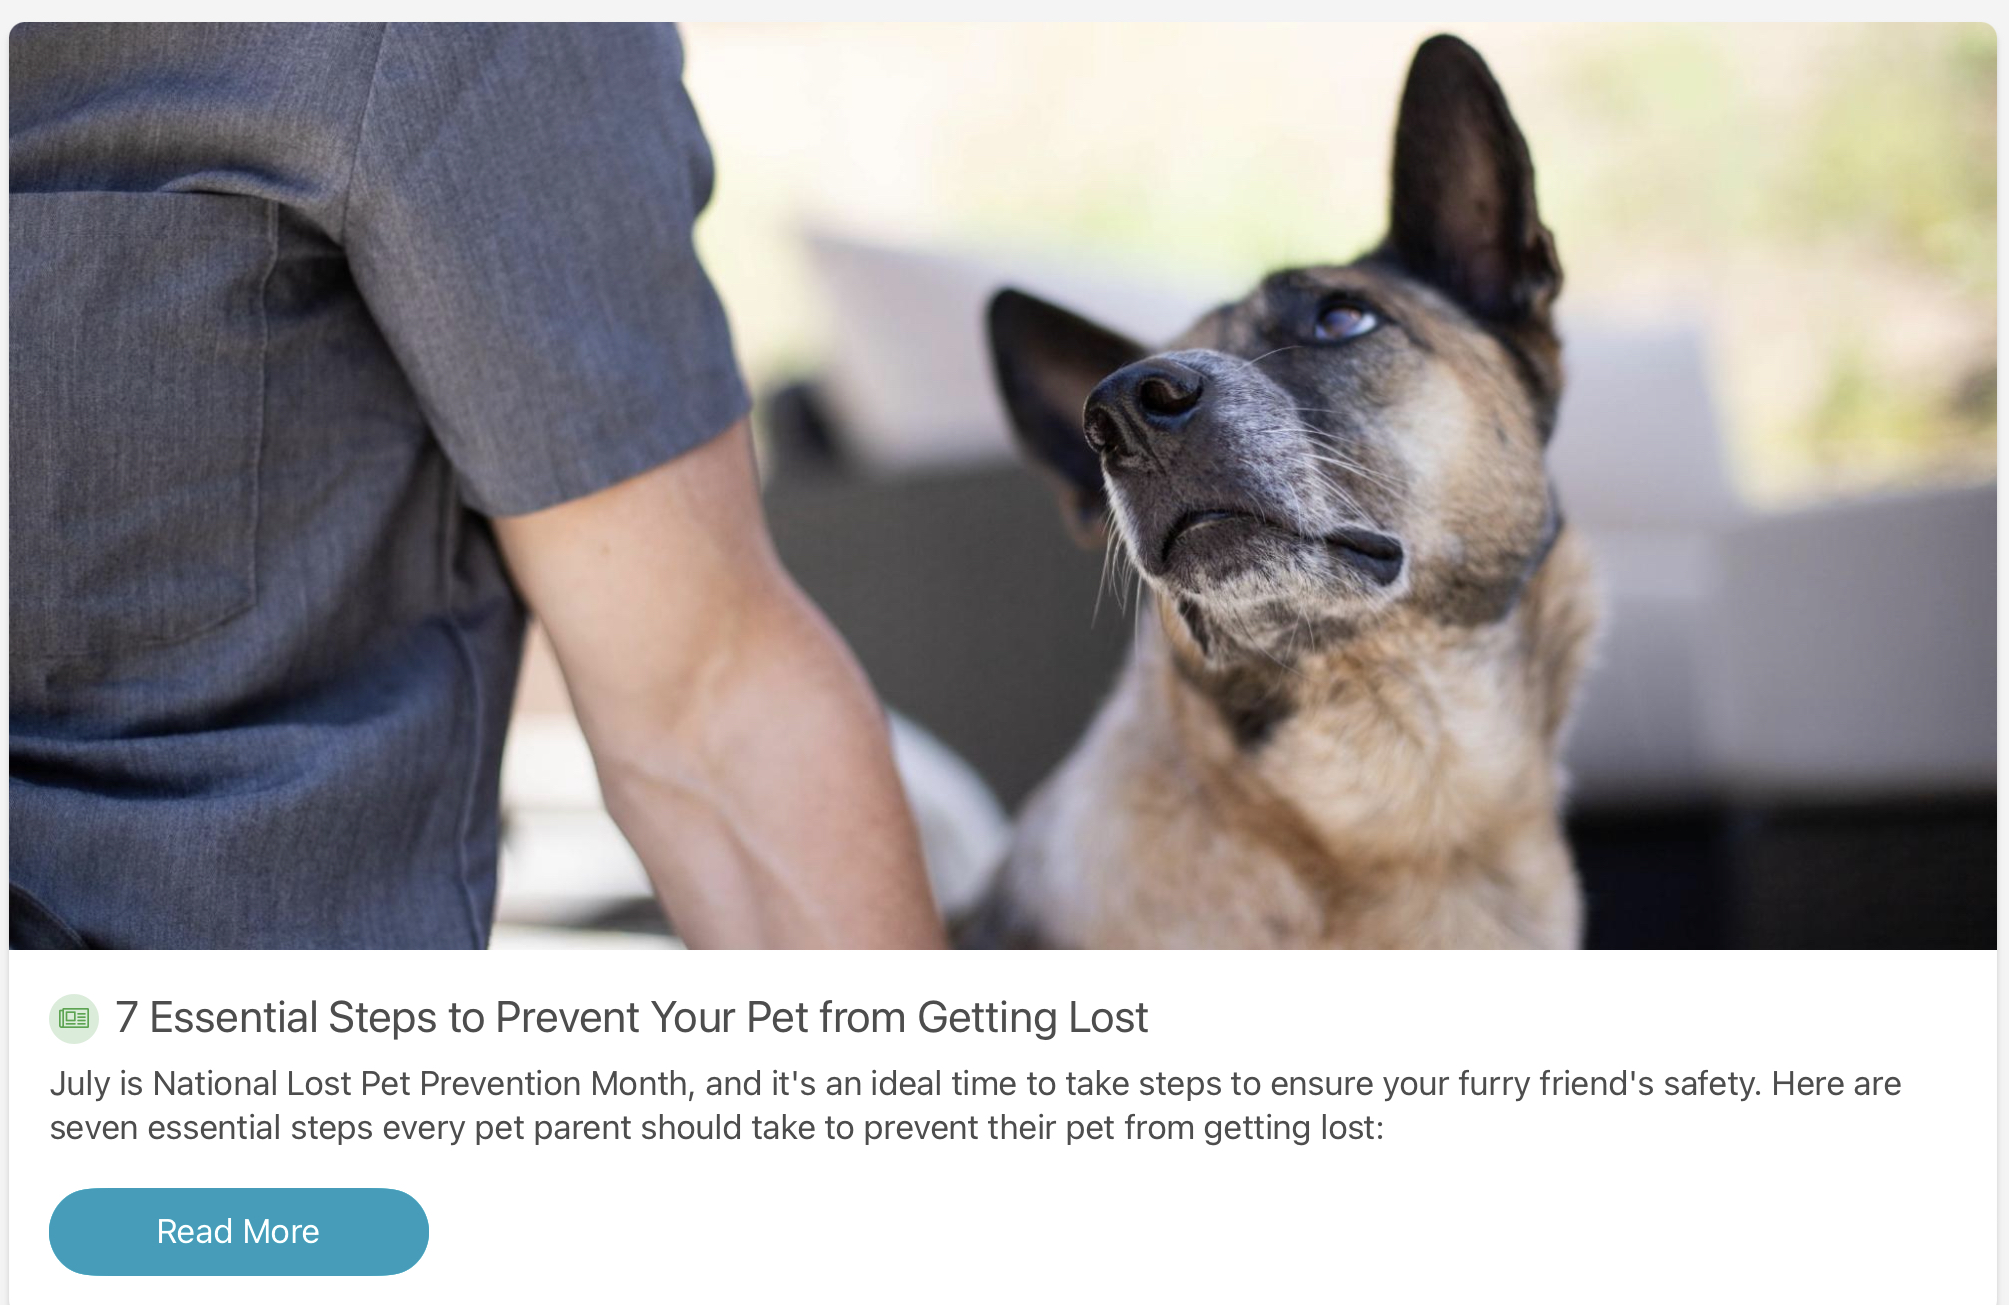 7 Essential Steps to Prevent Your Pet from Getting Lost
July is National Lost Pet Prevention Month, and it's an ideal time to take steps to ensure your furry friend's safety. Here are
seven essential steps every pet parent should take to prevent their pet from getting lost:
Read More